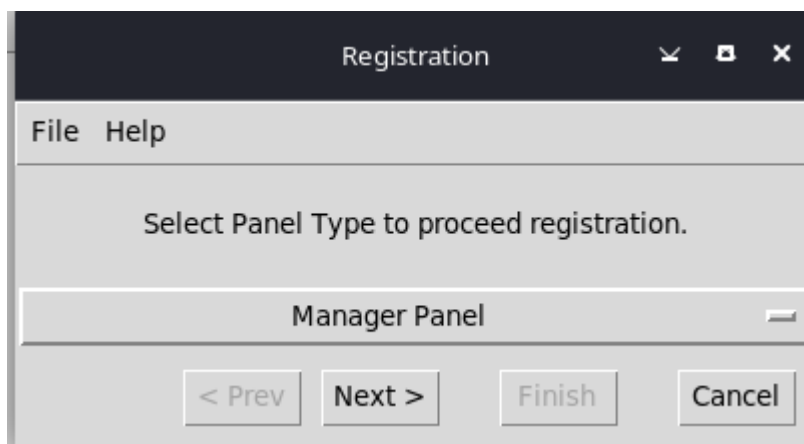 Registration
File Help
Select Panel Type to proceed registration.
Manager Panel
< Prev Next > Finish Cancel